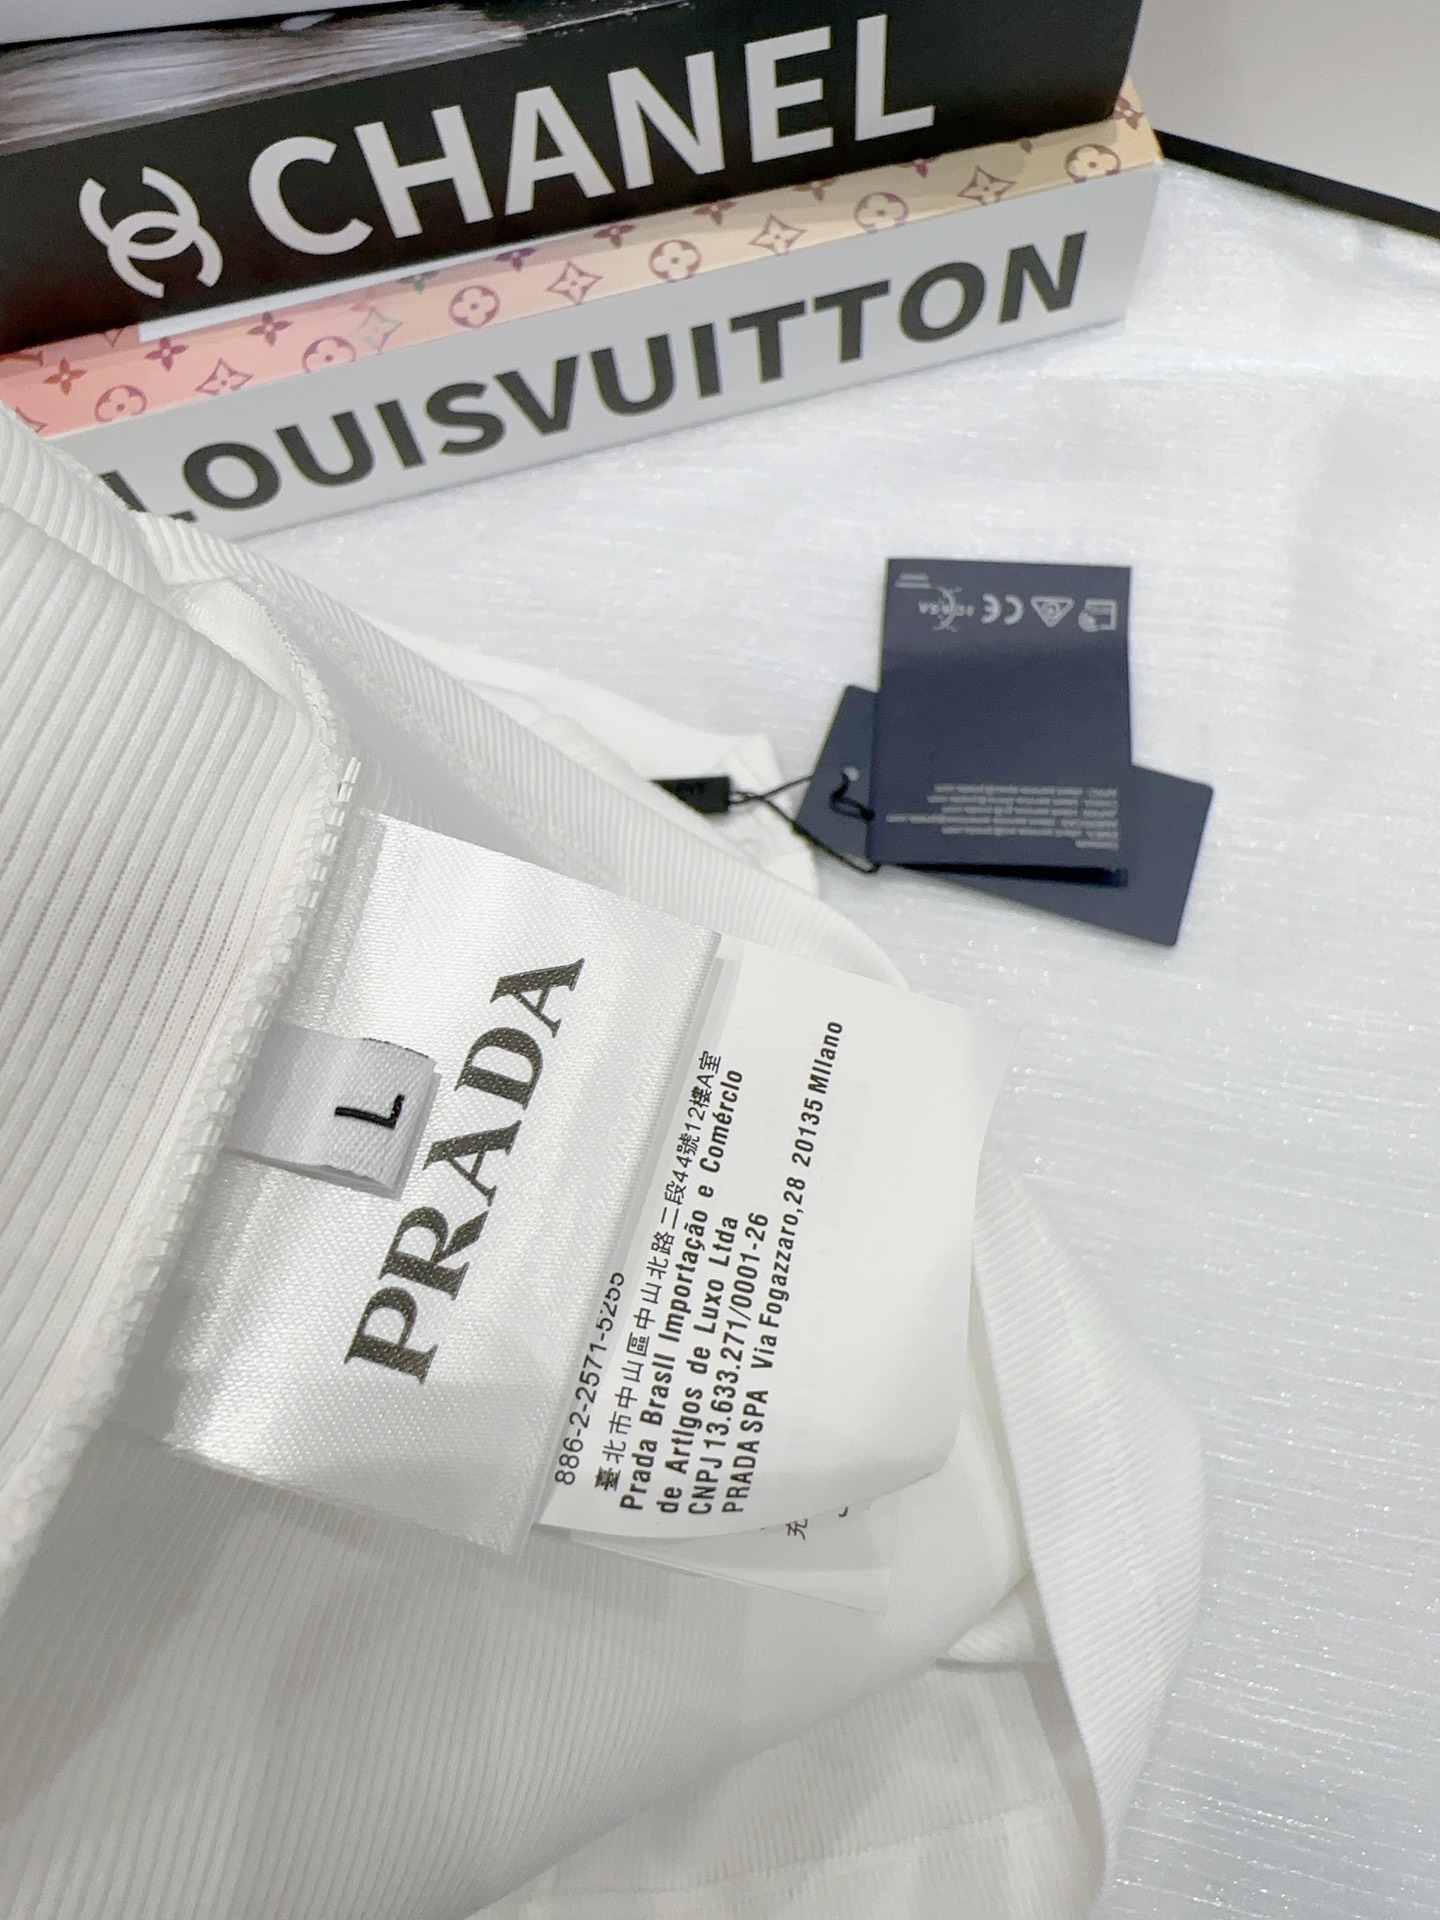 CHANEL
LOUISVUITTON
ICASA
L
PRADA
886-2-2571-5255
臺北市中山區中山北路二段44號12樓A室
Prada Brasil Importação e Comércio
de Artigos de Luxo Ltda
CNPJ 13.633.271/0001-26
PRADA SPA Via Fogazzaro,28 20135 Milano
充